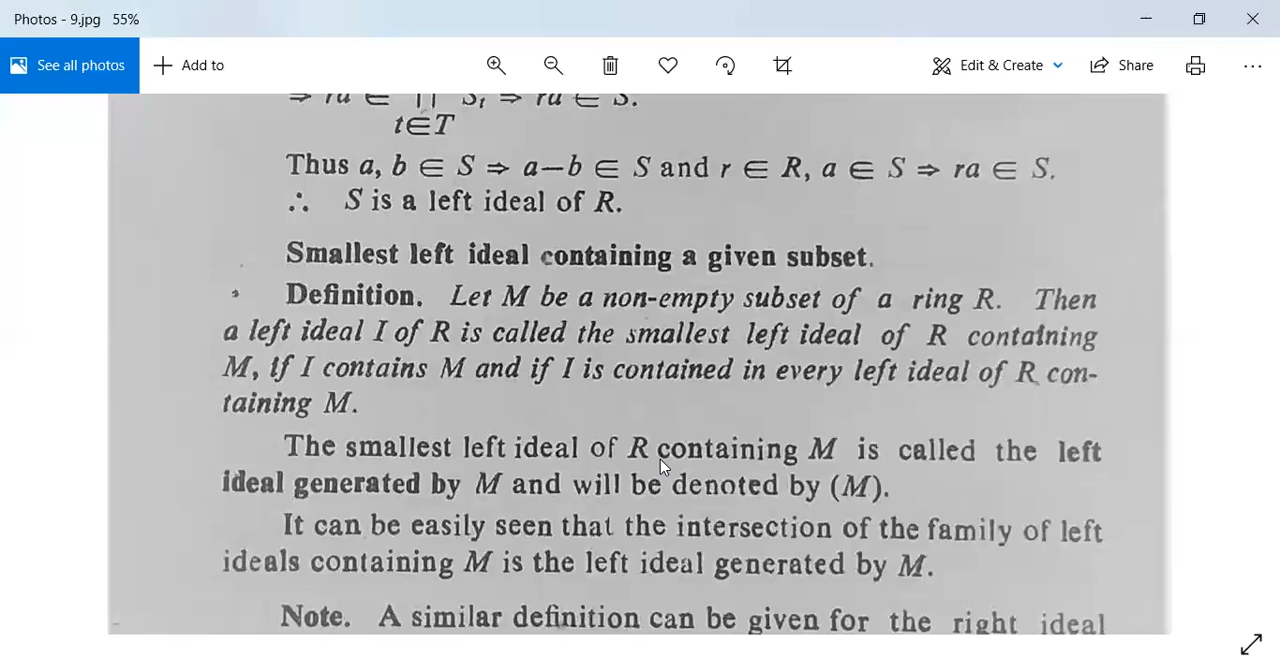 Photos - 9.jpg 55%
See all photos
Add to
Edit & Create
Share
⇒ ra ∈ ∩ Sₜ ⇒ ra ∈ S.
t∈T
Thus a, b ∈ S ⇒ a—b ∈ S and r ∈ R, a ∈ S ⇒ ra ∈ S.
∴ S is a left ideal of R.
Smallest left ideal containing a given subset.
Definition. Let M be a non-empty subset of a ring R. Then
a left ideal I of R is called the smallest left ideal of R containing
M, if I contains M and if I is contained in every left ideal of R con-
taining M.
The smallest left ideal of R containing M is called the left
ideal generated by M and will be denoted by (M).
It can be easily seen that the intersection of the family of left
ideals containing M is the left ideal generated by M.
Note. A similar definition can be given for the right ideal